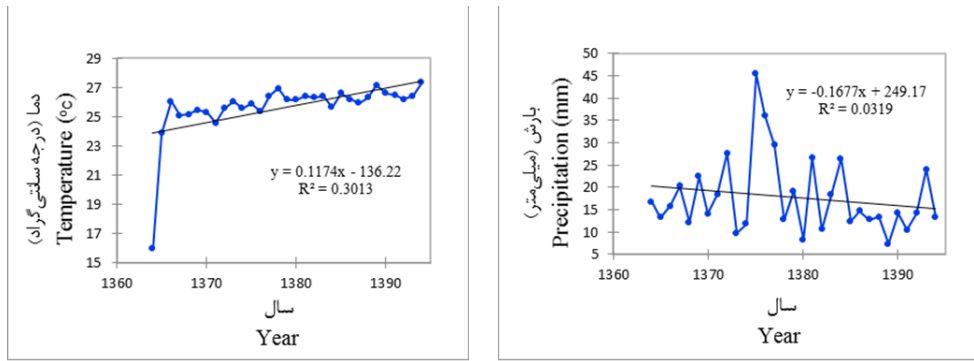 دما (درجه سلنتی‌گراد)
Temperature (°c)
29
27
25
23
21
19
17
15
y = 0.1174x - 136.22
R² = 0.3013
1360
1370
1380
1390
سال
Year
بارش (میلی‌متر)
Precipitation (mm)
50
45
40
35
30
25
20
15
10
5
y = -0.1677x + 249.17
R² = 0.0319
1360
1370
1380
1390
سال
Year